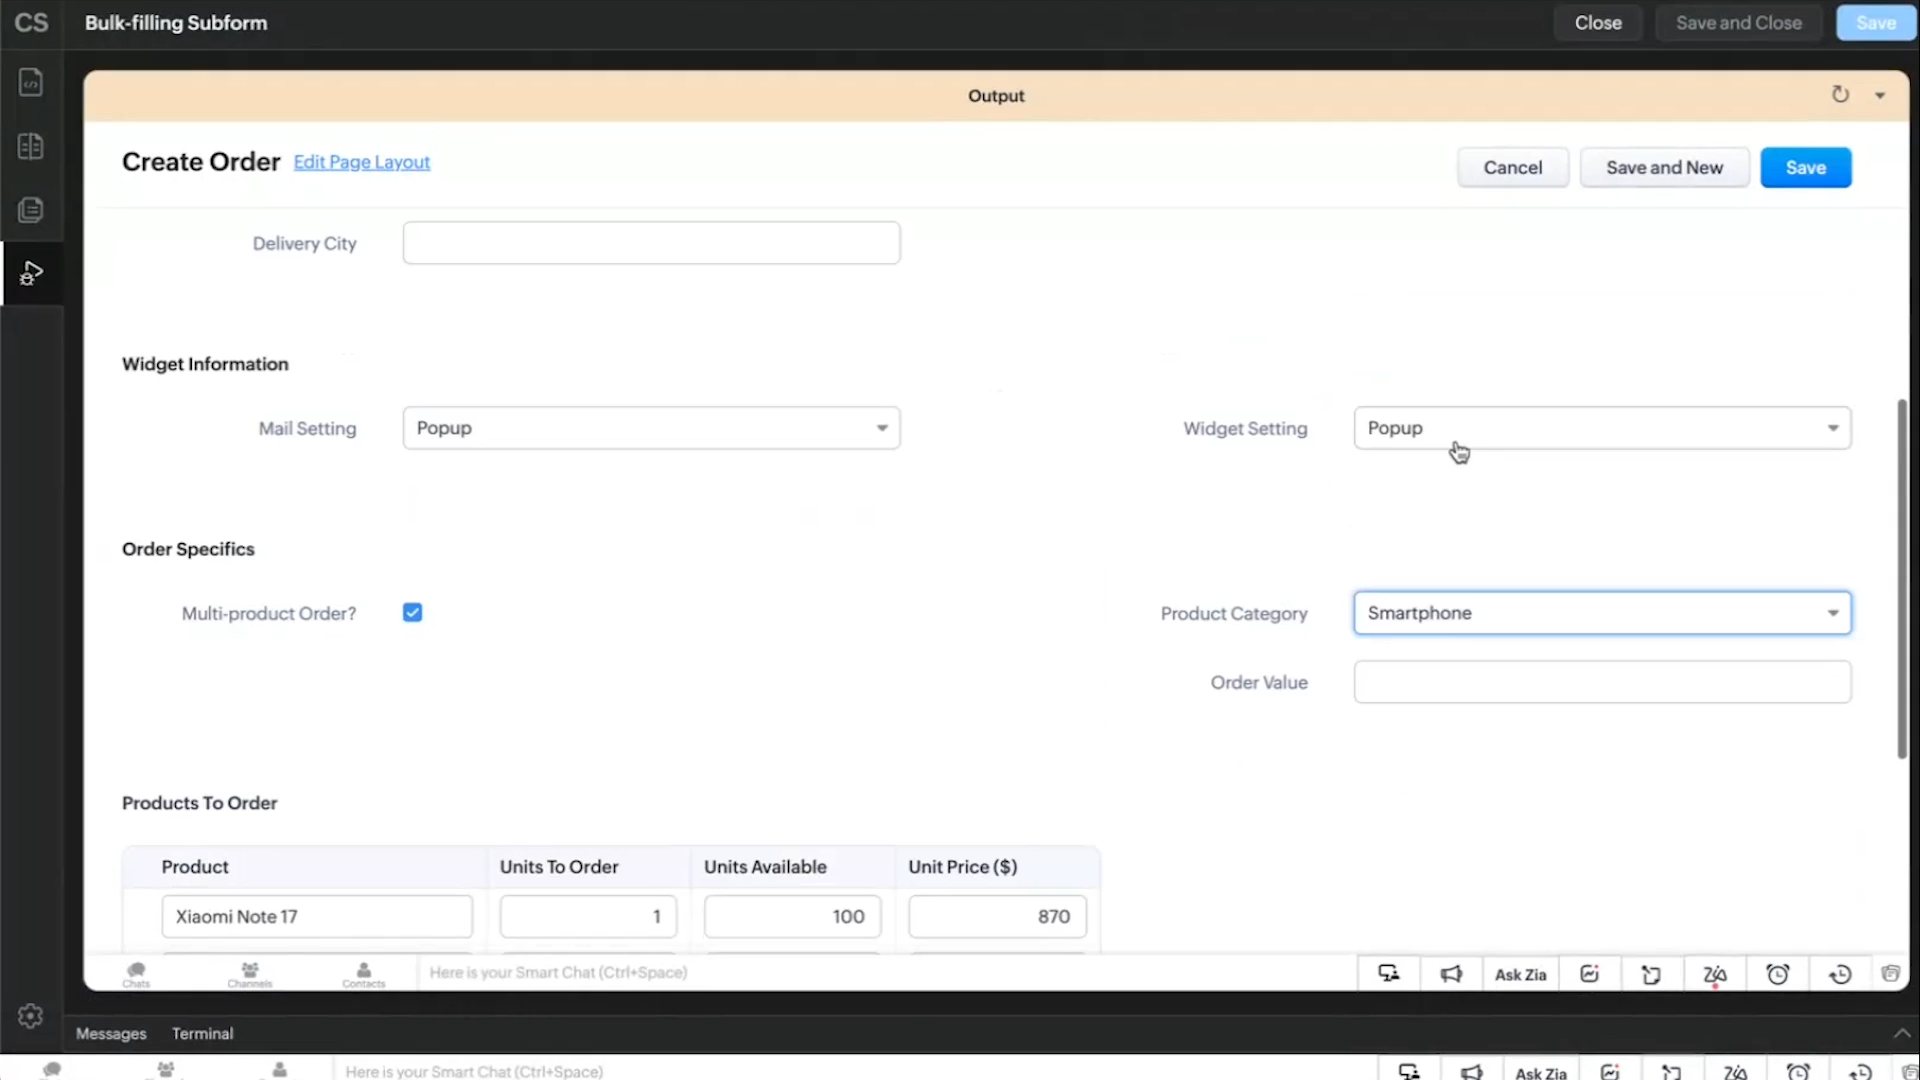 CS Bulk-filling Subform Close Save and Close Save
Output
Create Order Edit Page Layout Cancel Save and New Save
Delivery City
Widget Information
Mail Setting Popup Widget Setting Popup
Order Specifics
Multi-product Order? Product Category Smartphone
Order Value
Products To Order
Product Units To Order Units Available Unit Price ($)
Xiaomi Note 17 1 100 870
Chats Channels Contacts Here is your Smart Chat (Ctrl+Space) Ask Zia
Messages Terminal
Here is your Smart Chat (Ctrl+Space) Ask Zia